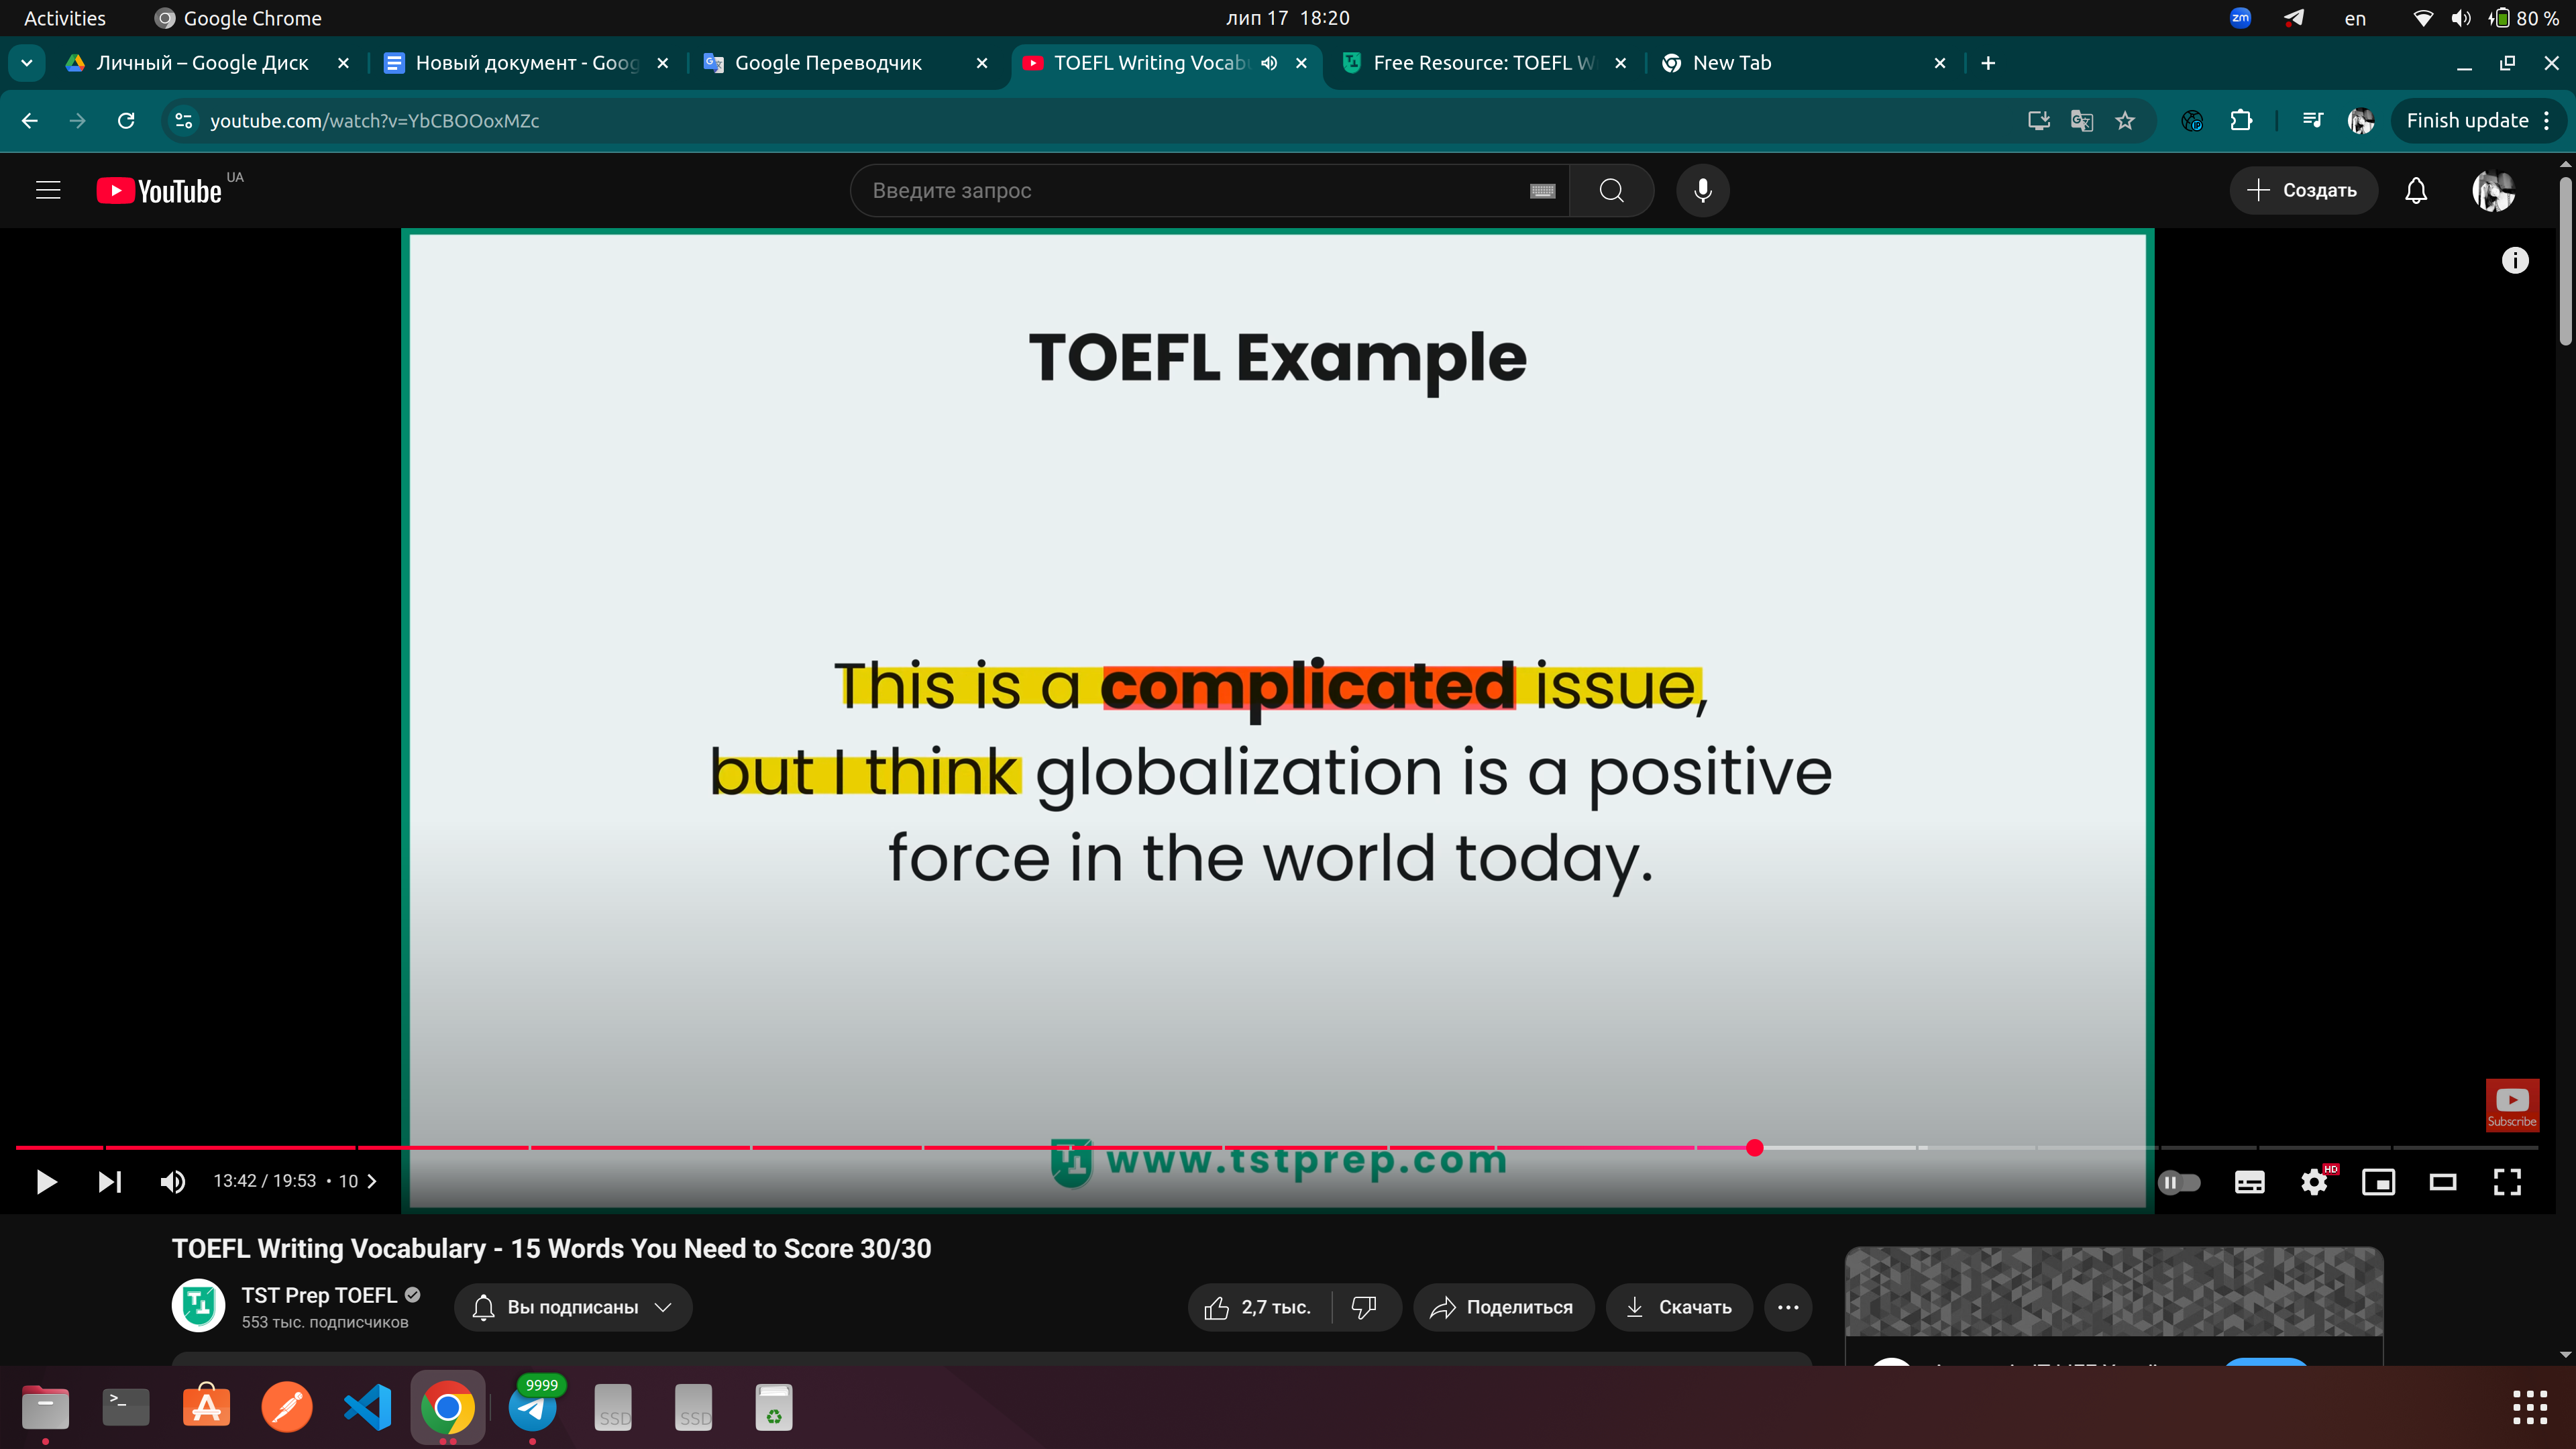 Activities
Google Chrome
лип 17 18:20
zm
en
80 %
Личный – Google Диск
Новый документ - Goog
Google Переводчик
TOEFL Writing Vocabu
Free Resource: TOEFL W
New Tab
youtube.com/watch?v=YbCBOOoxMZc
Finish update
YouTube UA
Введите запрос
Создать
TOEFL Example
This is a complicated issue,
but I think globalization is a positive
force in the world today.
Subscribe
www.tstprep.com
13:42 / 19:53 • 10
HD
TOEFL Writing Vocabulary - 15 Words You Need to Score 30/30
TST Prep TOEFL
553 тыс. подписчиков
Вы подписаны
2,7 тыс.
Поделиться
Скачать
9999
SSD
SSD